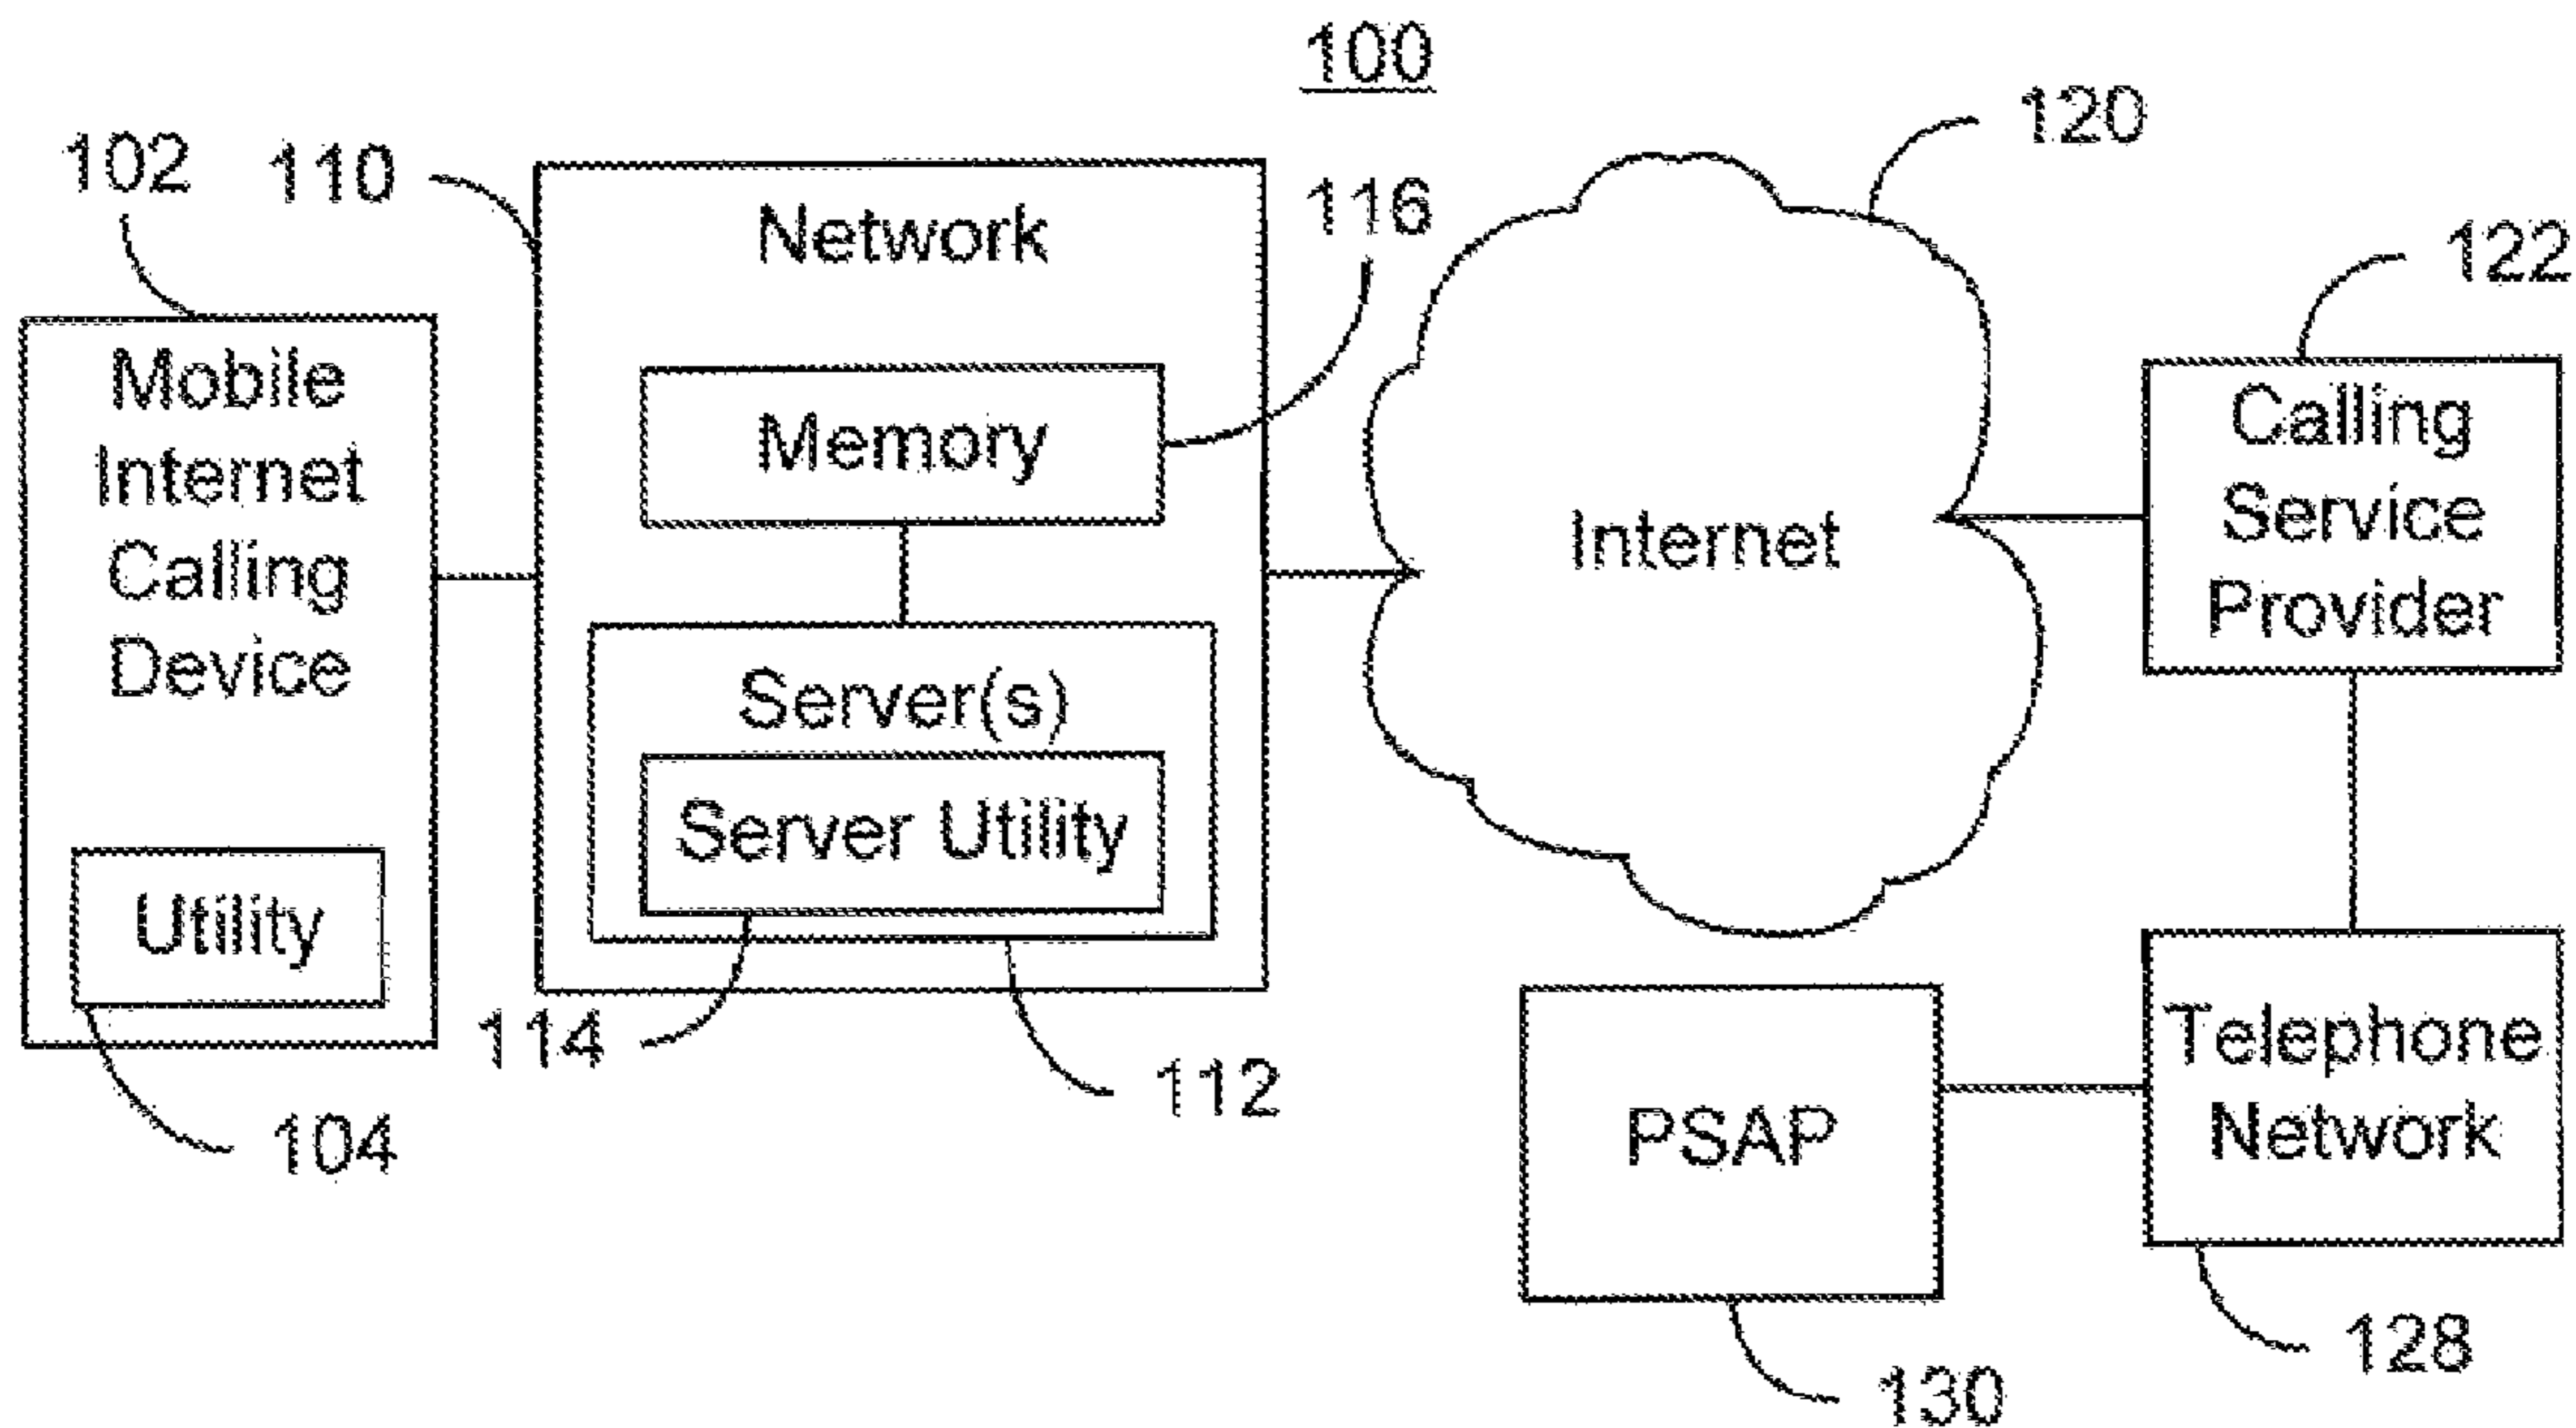 100
102
110
116
120
122
Network
Mobile
Internet
Calling
Device
Memory
Internet
Calling
Service
Provider
Server(s)
Server Utility
Utility
114
112
104
PSAP
Telephone
Network
130
128